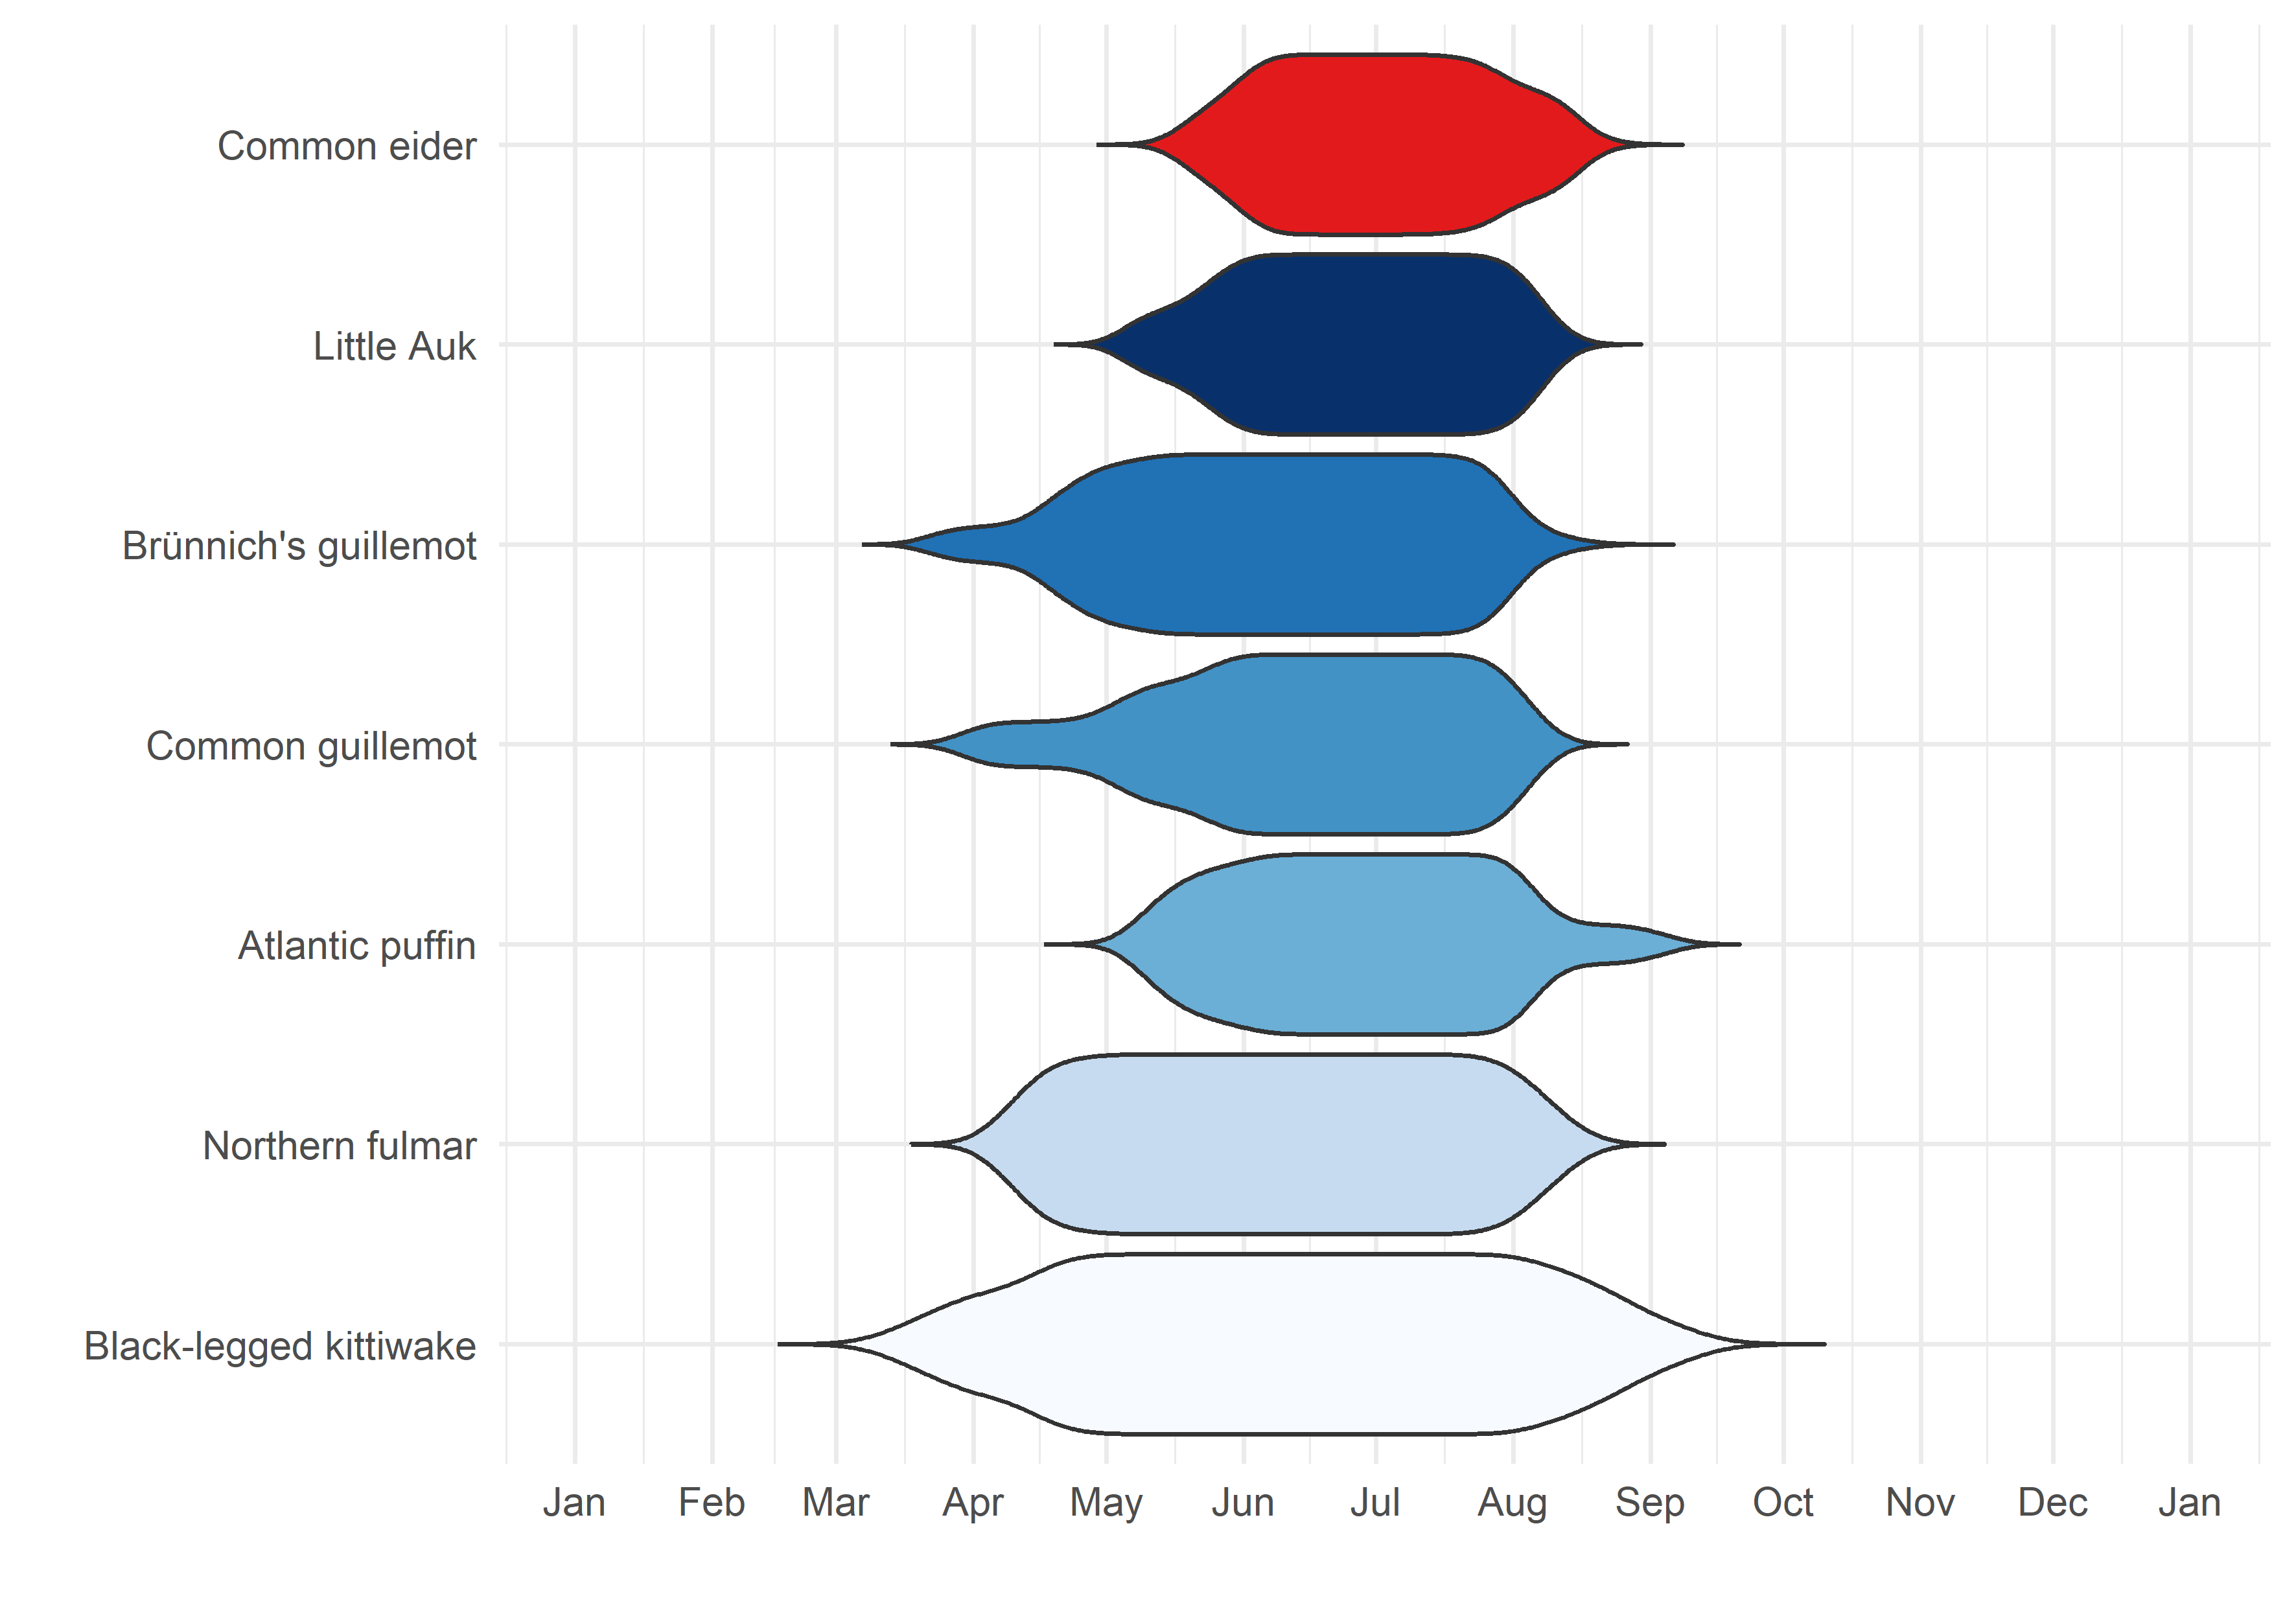 Common eider
Little Auk
Brünnich's guillemot
Common guillemot
Atlantic puffin
Northern fulmar
Black-legged kittiwake
Jan Feb Mar Apr May Jun Jul Aug Sep Oct Nov Dec Jan